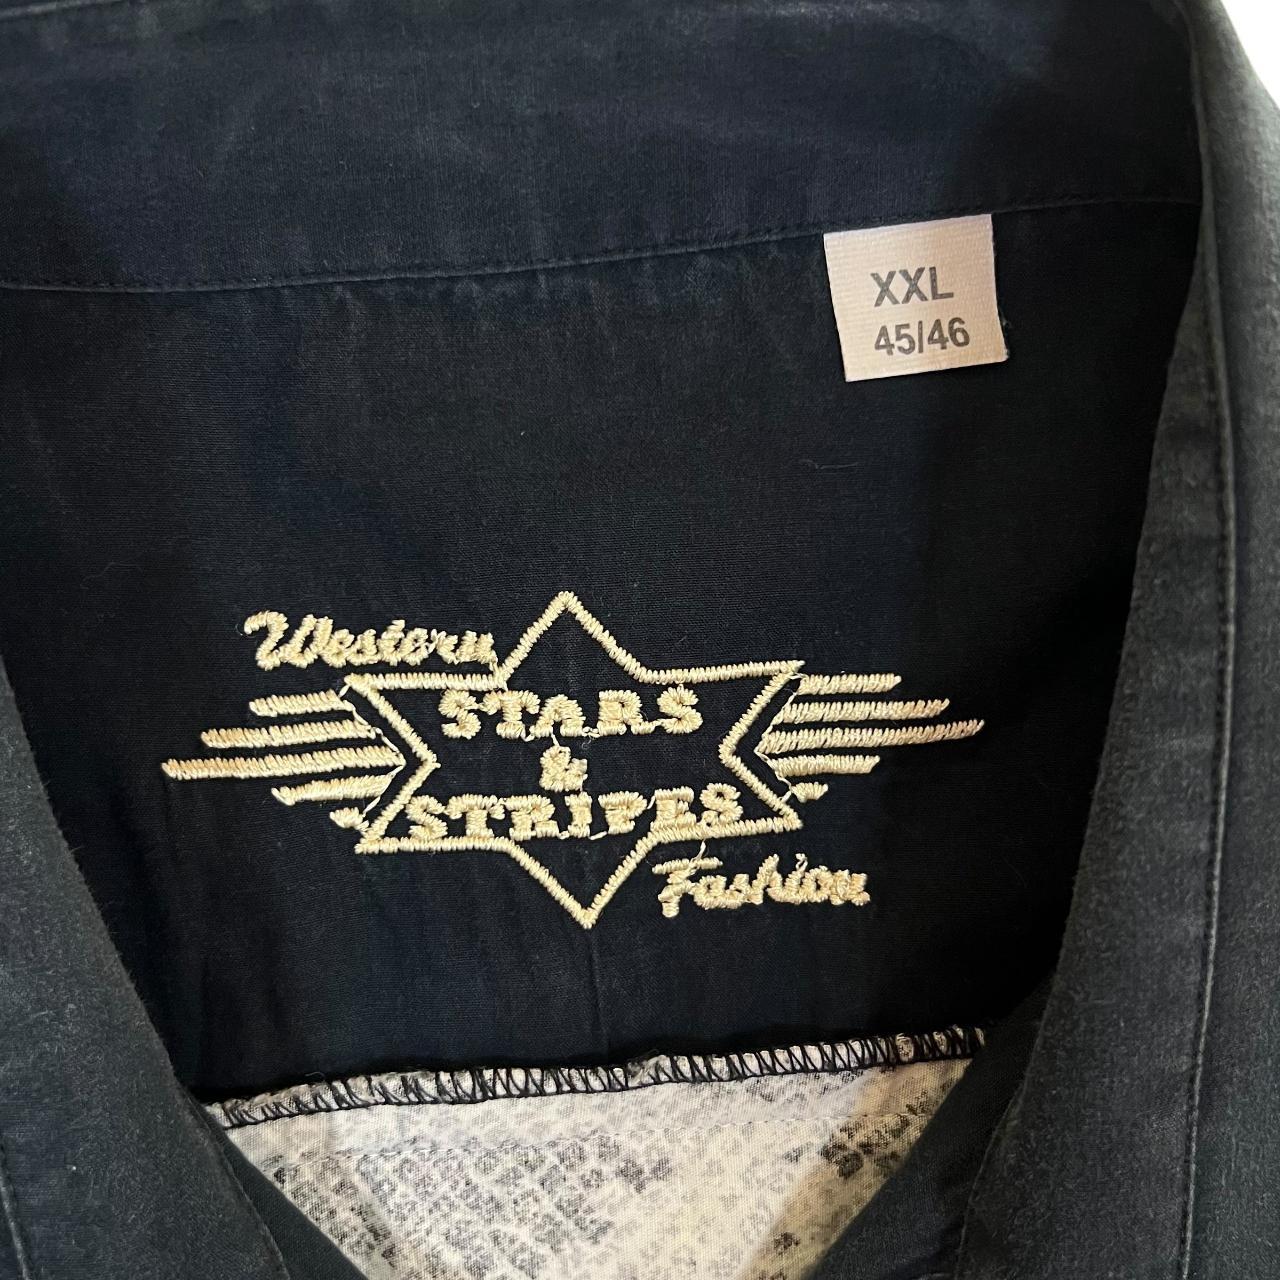 XXL
45/46
Western
STARS
&
STRIPES
Fashion